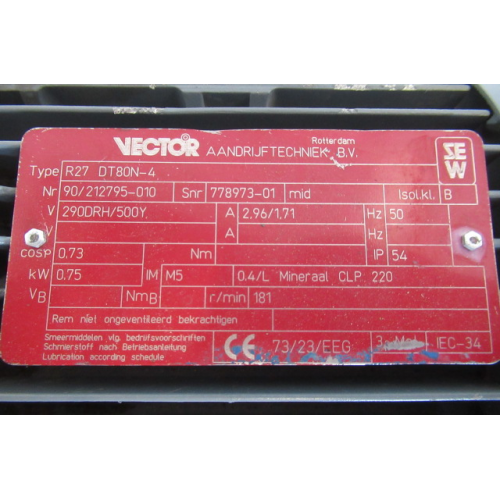 VECTOR AANDRIJFTECHNIEK B.V. Rotterdam
SEW
Type R27 DT80N-4
Nr 90/212795-010 Snr 778973-01 mid Isol.kl. B
V 290DRH/500Y A 2.96/1.71 Hz 50
V A Hz
cosφ 0.73 Nm IP 54
kW 0.75 IM M5 0.4/L Mineraal CLP 220
VB NmB r/min 181
Rem niet ongeventileerd bekrachtigen
Smeermiddelen vlg. bedrijfsvoorschriften
Schmierstoff nach Betriebsanleitung
Lubrication according schedule
CE 73/23/EEG 3 IEC-34